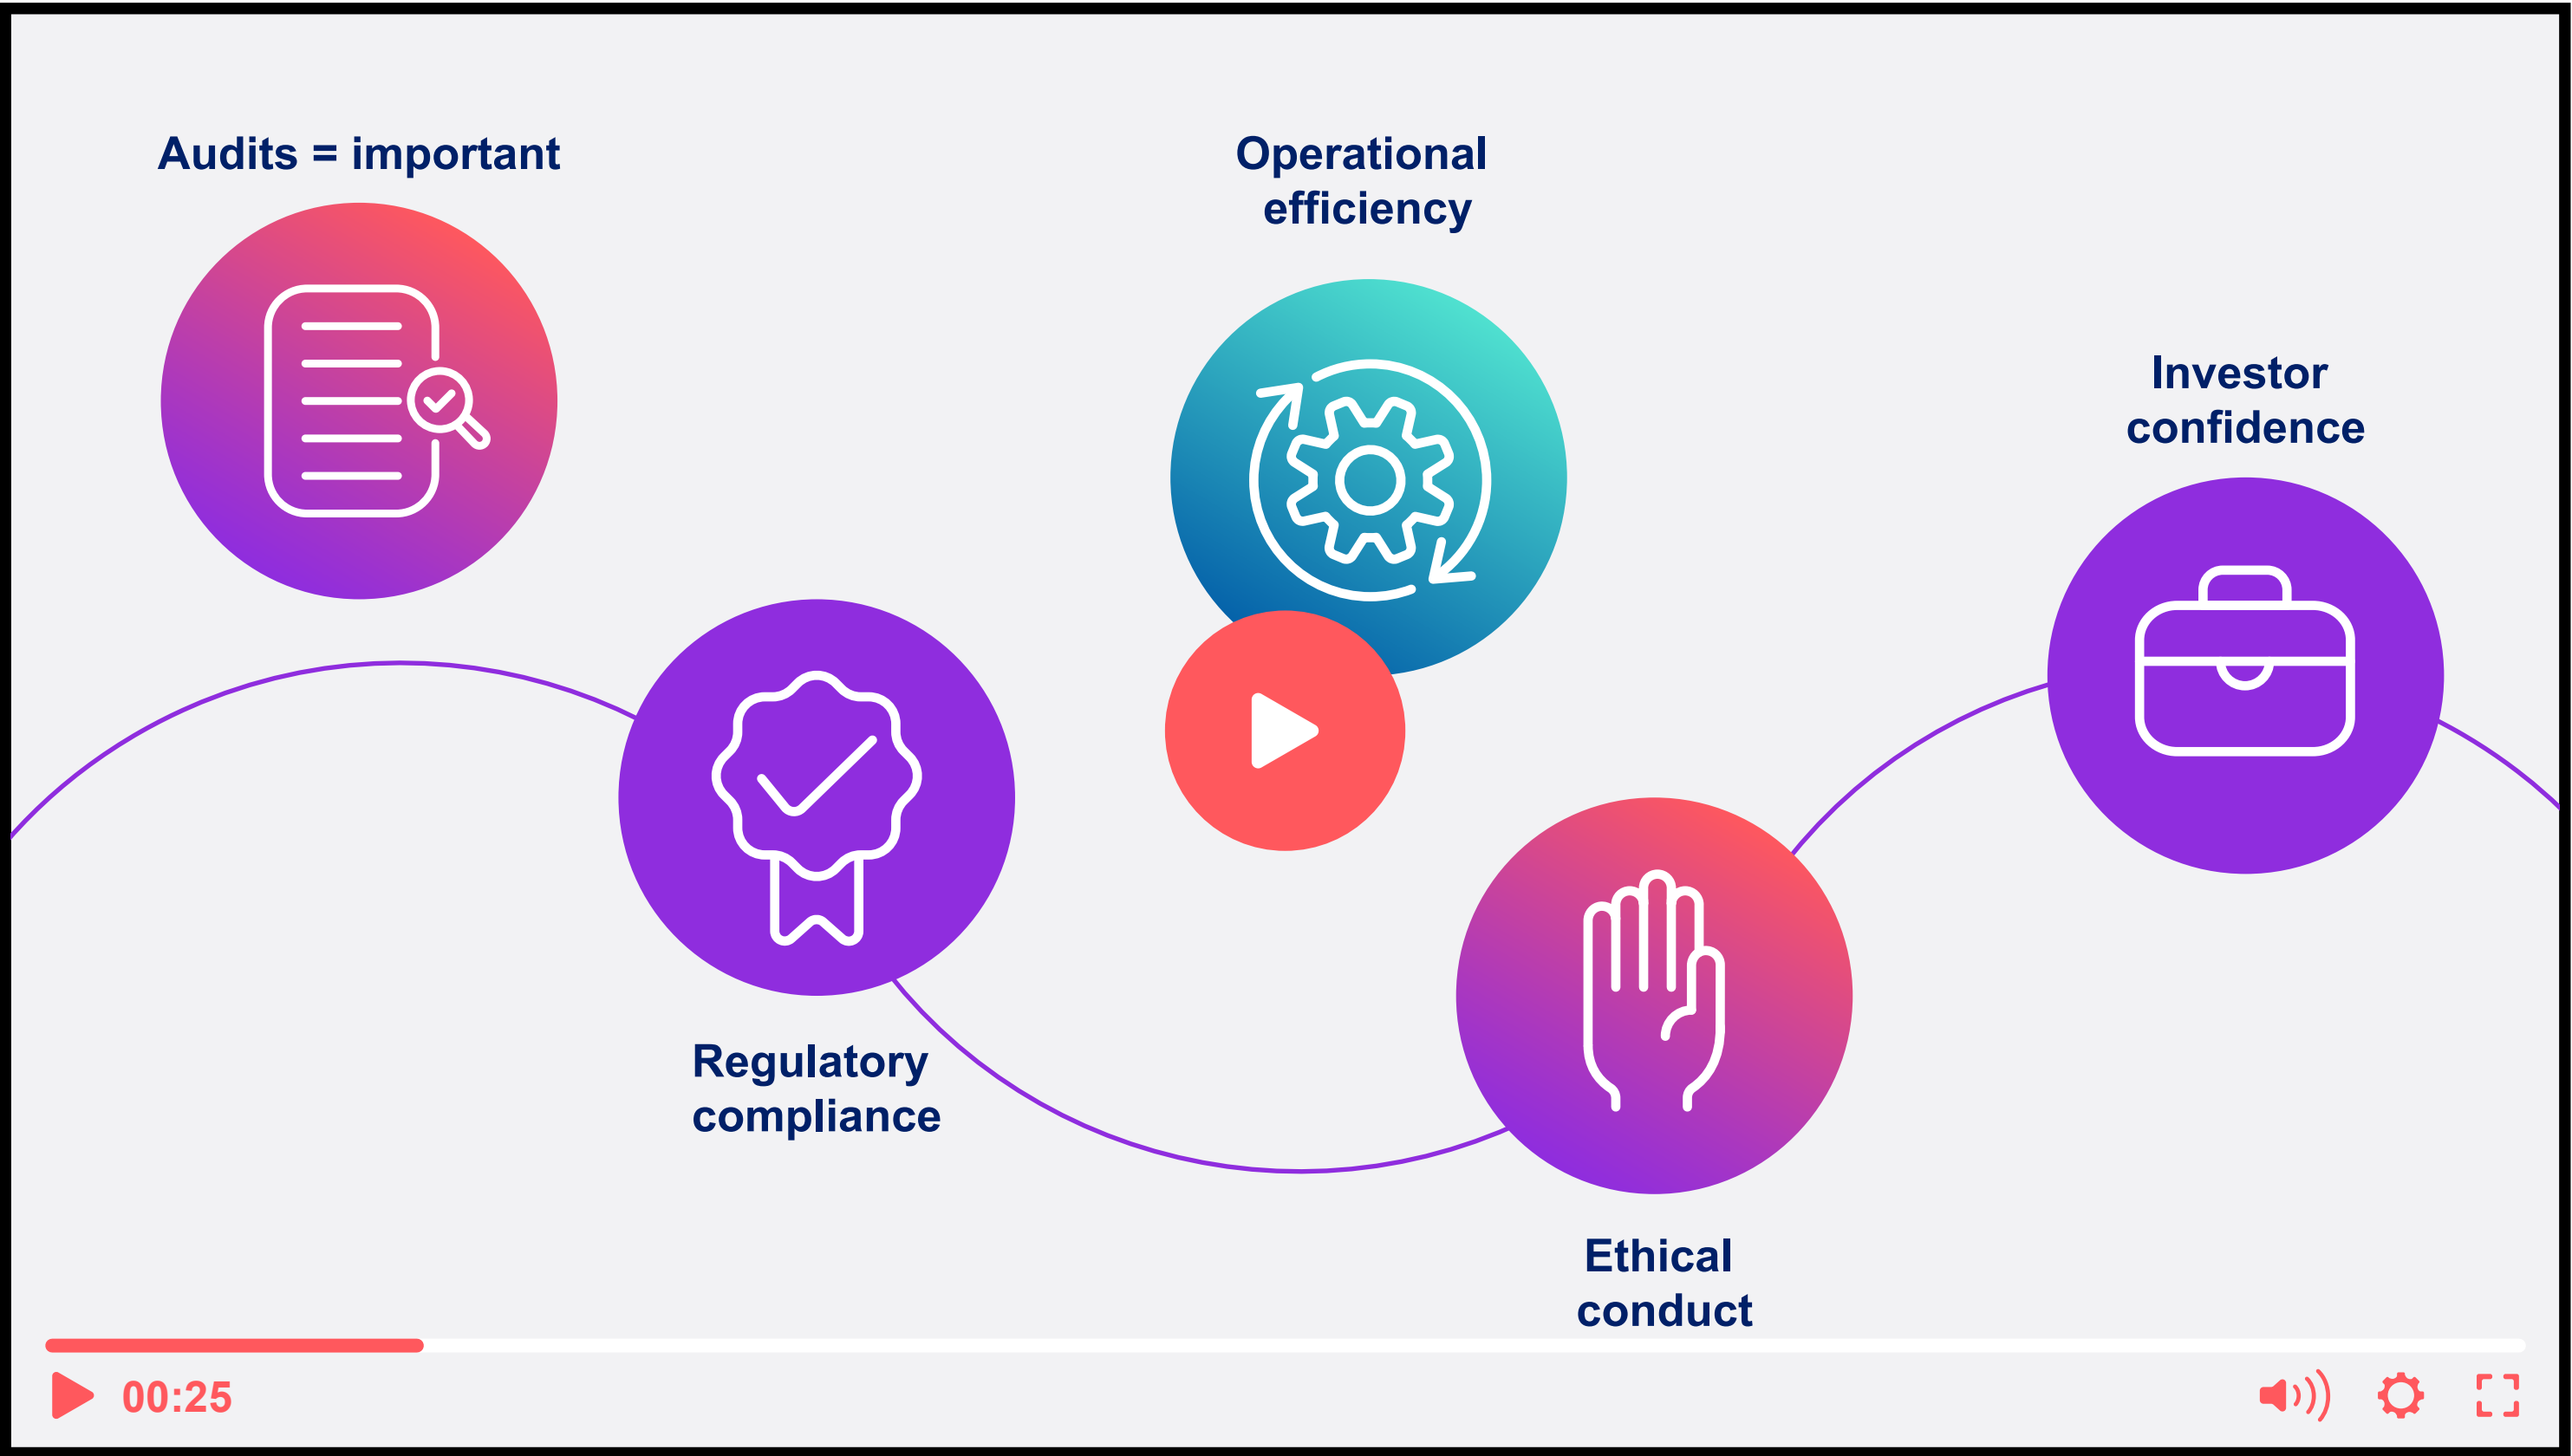 Audits = important
Operational
efficiency
Investor
confidence
Regulatory
compliance
Ethical
conduct
00:25